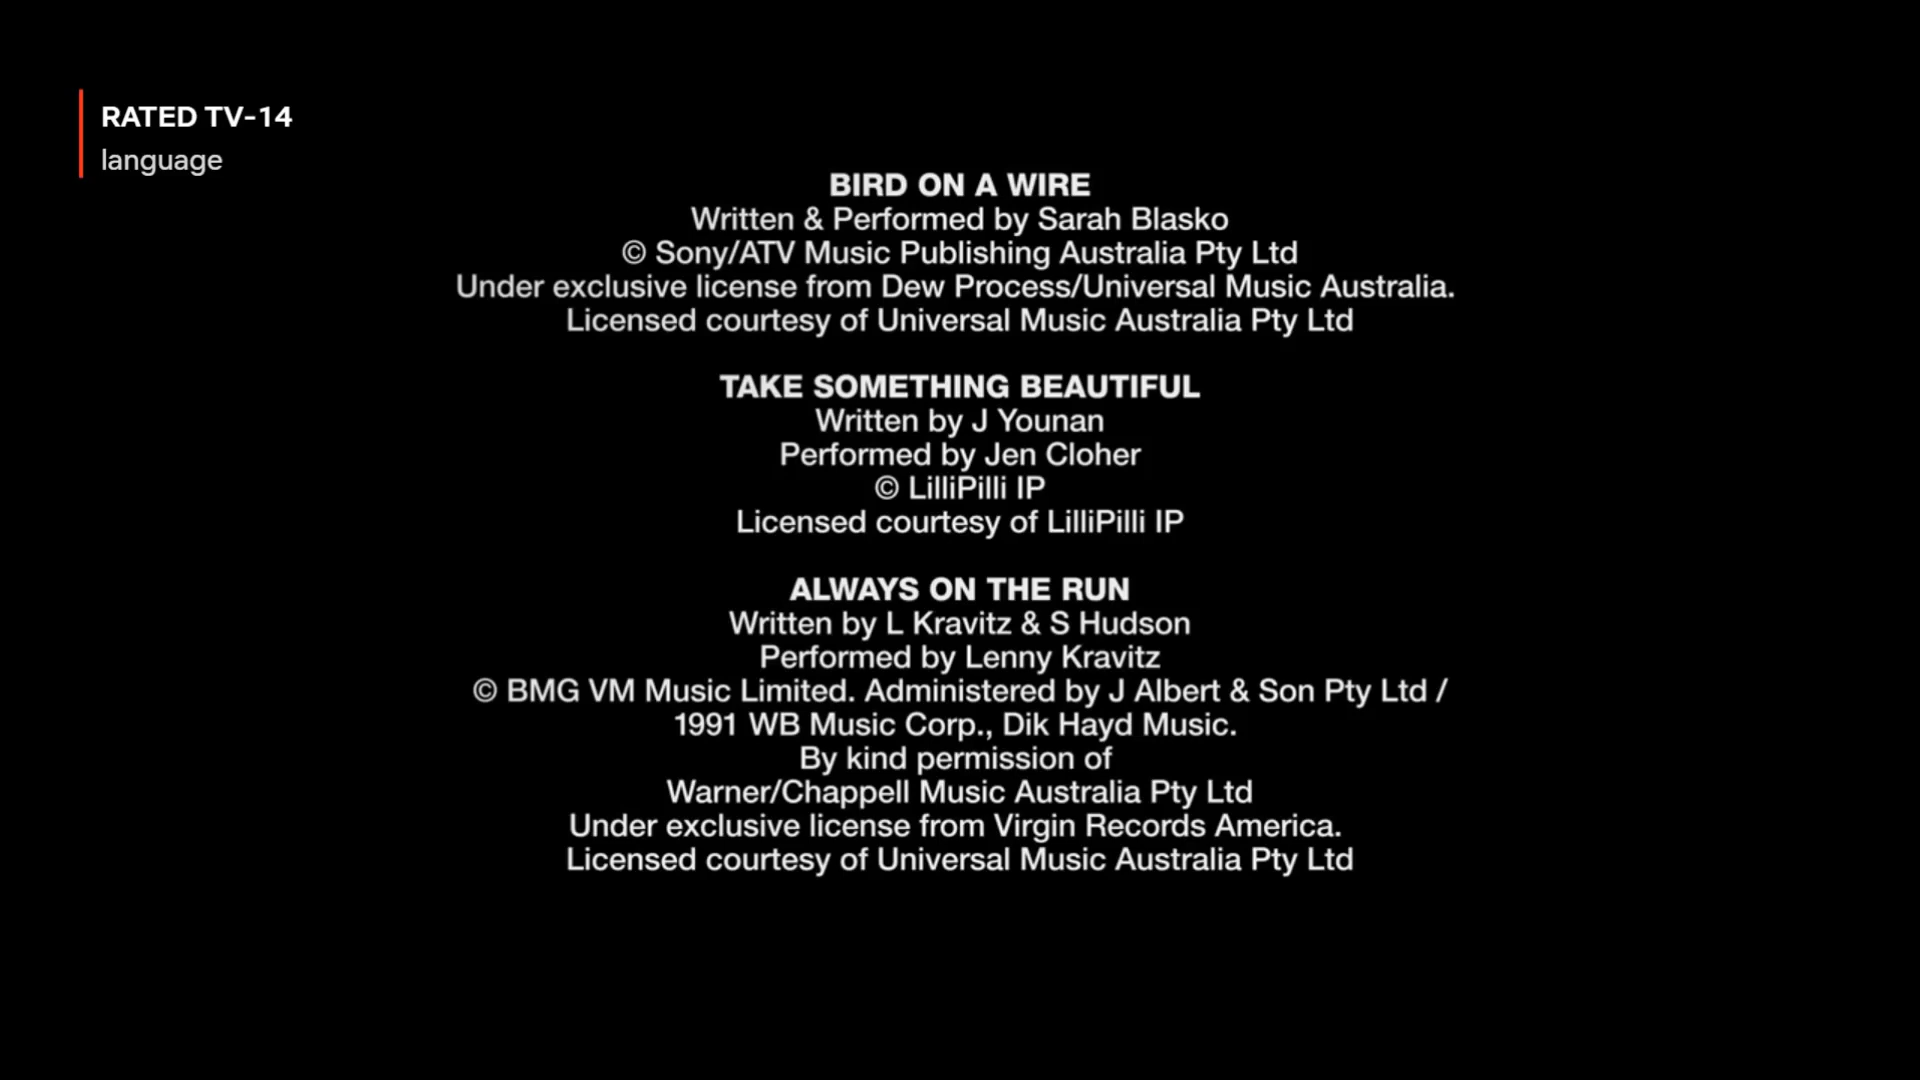 RATED TV-14
language
BIRD ON A WIRE
Written & Performed by Sarah Blasko
© Sony/ATV Music Publishing Australia Pty Ltd
Under exclusive license from Dew Process/Universal Music Australia.
Licensed courtesy of Universal Music Australia Pty Ltd
TAKE SOMETHING BEAUTIFUL
Written by J Younan
Performed by Jen Cloher
© LilliPilli IP
Licensed courtesy of LilliPilli IP
ALWAYS ON THE RUN
Written by L Kravitz & S Hudson
Performed by Lenny Kravitz
© BMG VM Music Limited. Administered by J Albert & Son Pty Ltd /
1991 WB Music Corp., Dik Hayd Music.
By kind permission of
Warner/Chappell Music Australia Pty Ltd
Under exclusive license from Virgin Records America.
Licensed courtesy of Universal Music Australia Pty Ltd